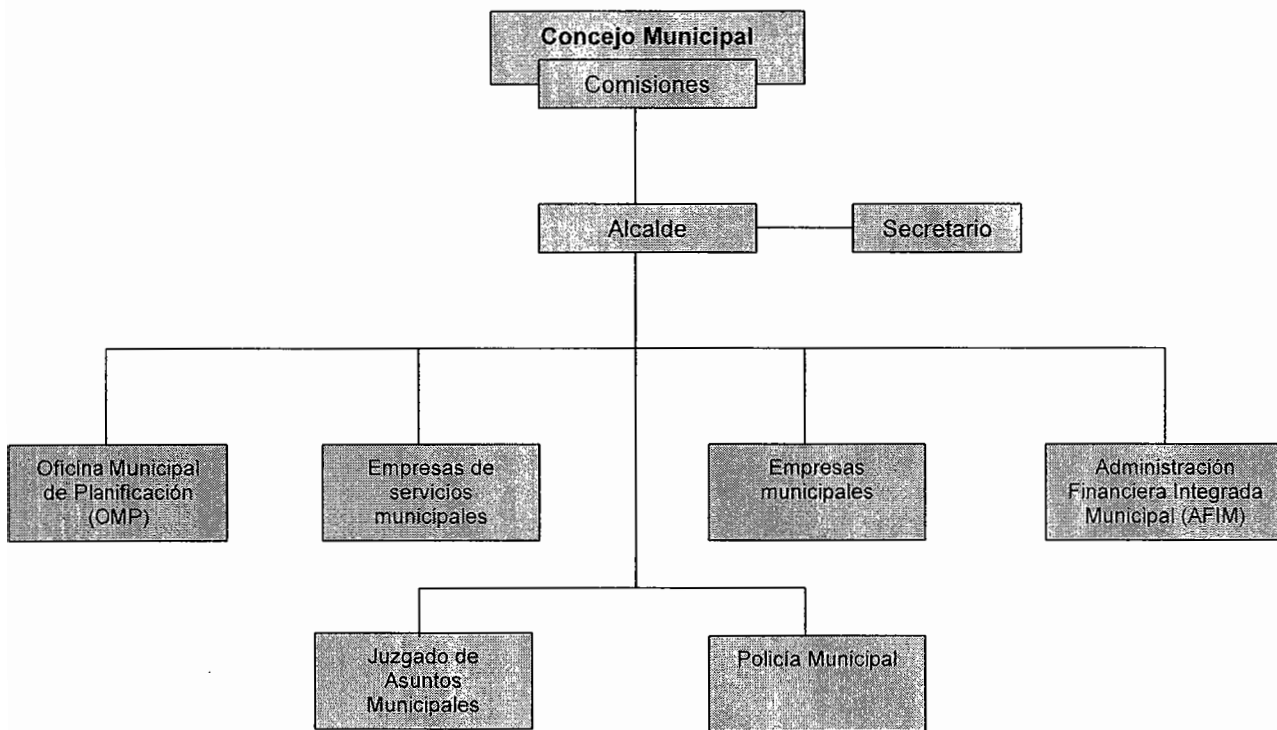 Concejo Municipal
Comisiones
Alcalde
Secretario
Oficina Municipal
de Planificación
(OMP)
Empresas de
servicios
municipales
Empresas
municipales
Administración
Financiera Integrada
Municipal (AFIM)
Juzgado de
Asuntos
Municipales
Policía Municipal